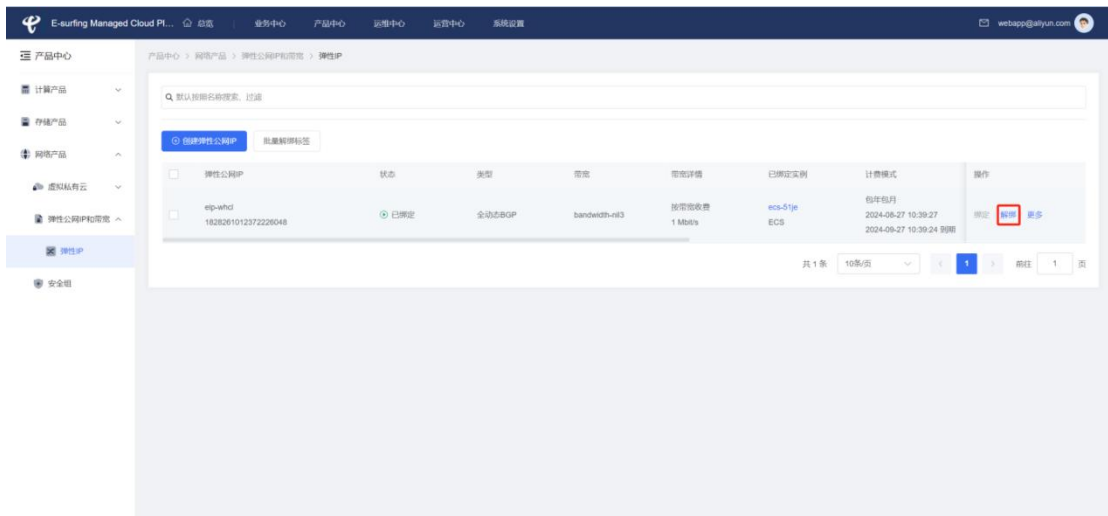 E-surfing Managed Cloud Pl... 总览 业务中心 产品中心 运维中心 运营中心 系统设置 webapp@aliyun.com
产品中心
产品中心 > 网络产品 > 弹性公网IP和带宽 > 弹性IP
计算产品
默认按照名称搜索、过滤
存储产品
创建弹性公网IP 批量解绑标签
网络产品
弹性公网IP 状态 类型 带宽 带宽详情 已绑定实例 计费模式 操作
虚拟私有云
eip-whcl
1828261012372226048
已绑定 全动态BGP bandwidth-nll3
按带宽收费
1 Mbit/s
ecs-51je
ECS
包年包月
2024-08-27 10:39:27
2024-09-27 10:39:24 到期
绑定 解绑 更多
弹性公网IP和带宽
弹性IP
共 1 条 10条/页 1 前往 1 页
安全组